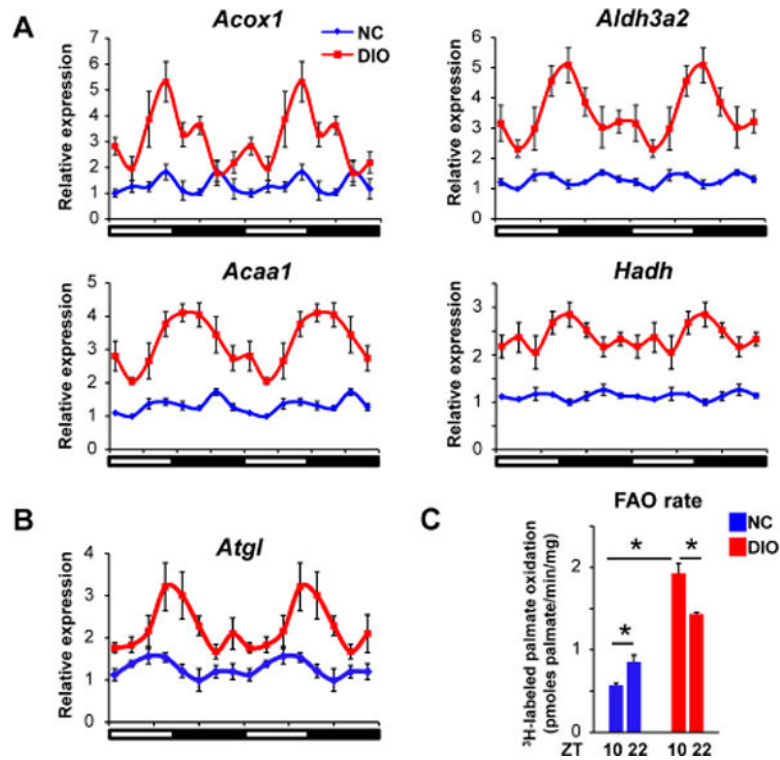 A
Acox1
NC
DIO
Relative expression
7
6
5
4
3
2
1
0
Aldh3a2
Relative expression
6
5
4
3
2
1
0
Acaa1
Relative expression
5
4
3
2
1
0
Hadh
Relative expression
3
2
1
0
B
Atgl
Relative expression
4
3
2
1
0
C
FAO rate
NC
DIO
³H-labeled palmate oxidation
(pmoles palmate/min/mg)
2
1
0
* * *
ZT 10 22 10 22